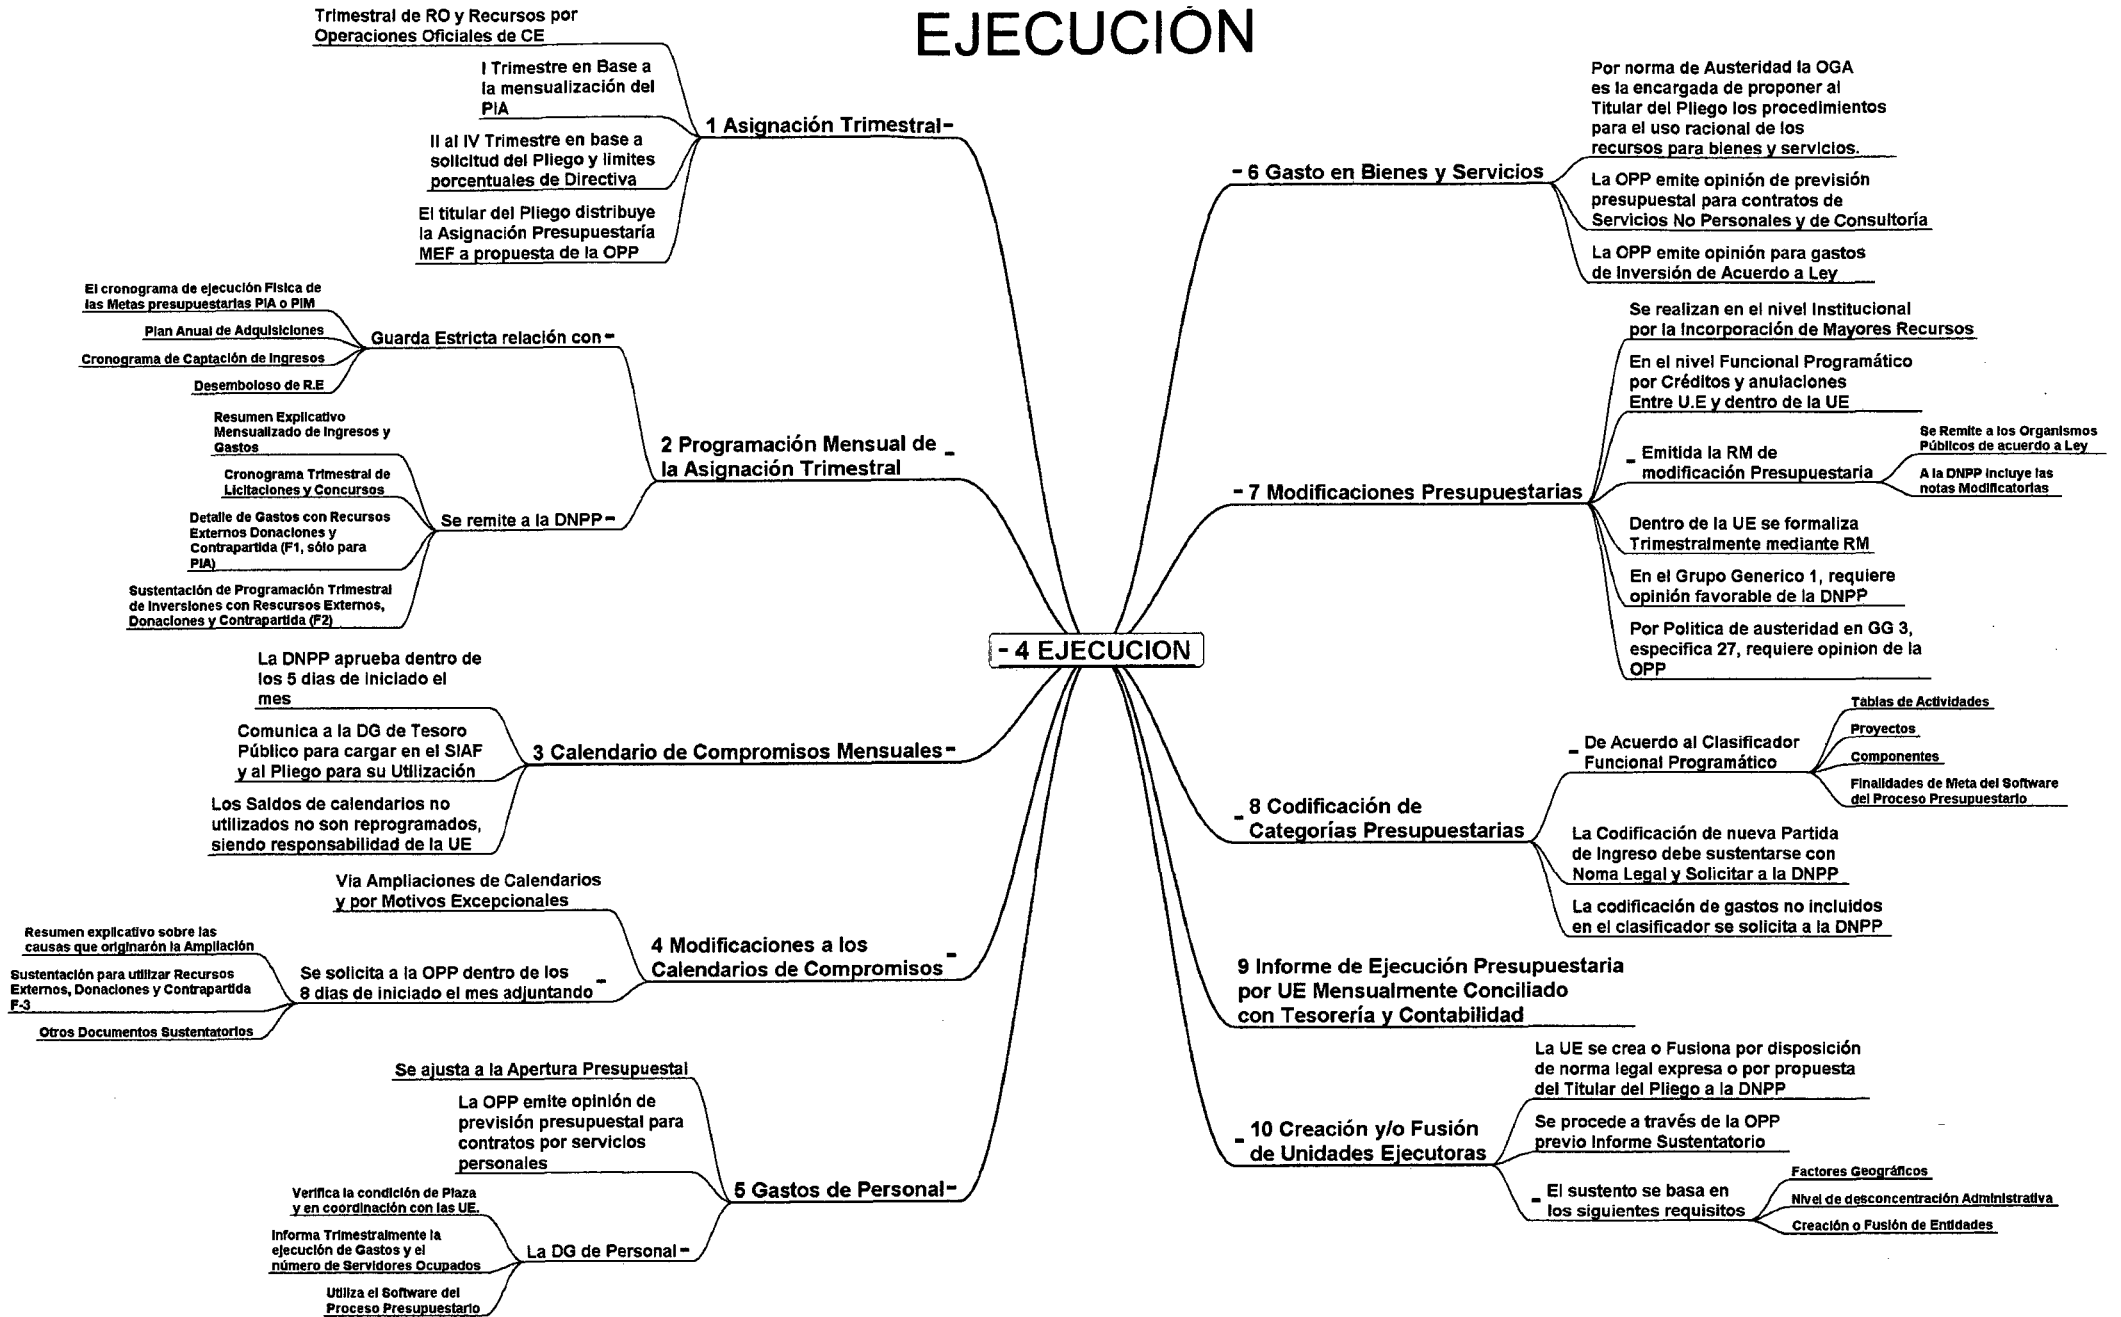 EJECUCIÓN
Trimestral de RO y Recursos por
Operaciones Oficiales de CE
I Trimestre en Base a
la mensualización del
PIA
II al IV Trimestre en base a
solicitud del Pliego y limites
porcentuales de Directiva
El titular del Pliego distribuye
la Asignación Presupuestaría
MEF a propuesta de la OPP
1 Asignación Trimestral
El cronograma de ejecución Fisica de
las Metas presupuestarias PIA o PIM
Plan Anual de Adquisiciones
Cronograma de Captación de Ingresos
Desemboloso de R.E
Guarda Estricta relación con
Resumen Explicativo
Mensualizado de Ingresos y
Gastos
Cronograma Trimestral de
Licitaciones y Concursos
Detalle de Gastos con Recursos
Externos Donaciones y
Contrapartida (F1, sólo para
PIA)
Sustentación de Programación Trimestral
de Inversiones con Rescursos Externos,
Donaciones y Contrapartida (F2)
Se remite a la DNPP
2 Programación Mensual de
la Asignación Trimestral
La DNPP aprueba dentro de
los 5 dias de iniciado el
mes
Comunica a la DG de Tesoro
Público para cargar en el SIAF
y al Pliego para su Utilización
Los Saldos de calendarios no
utilizados no son reprogramados,
siendo responsabilidad de la UE
3 Calendario de Compromisos Mensuales
Via Ampliaciones de Calendarios
y por Motivos Excepcionales
Resumen explicativo sobre las
causas que originarón la Ampliación
Sustentación para utilizar Recursos
Externos, Donaciones y Contrapartida
F-3
Otros Documentos Sustentatorios
Se solicita a la OPP dentro de los
8 dias de iniciado el mes adjuntando
4 Modificaciones a los
Calendarios de Compromisos
Se ajusta a la Apertura Presupuestal
La OPP emite opinión de
previsión presupuestal para
contratos por servicios
personales
Verifica la condición de Plaza
y en coordinación con las UE.
Informa Trimestralmente la
ejecución de Gastos y el
número de Servidores Ocupados
Utiliza el Software del
Proceso Presupuestario
La DG de Personal
5 Gastos de Personal
- 4 EJECUCION
- 6 Gasto en Bienes y Servicios
Por norma de Austeridad la OGA
es la encargada de proponer al
Titular del Pliego los procedimientos
para el uso racional de los
recursos para bienes y servicios.
La OPP emite opinión de previsión
presupuestal para contratos de
Servicios No Personales y de Consultoría
La OPP emite opinión para gastos
de Inversión de Acuerdo a Ley
- 7 Modificaciones Presupuestarias
Se realizan en el nivel Institucional
por la Incorporación de Mayores Recursos
En el nivel Funcional Programático
por Créditos y anulaciones
Entre U.E y dentro de la UE
- Emitida la RM de
modificación Presupuestaria
Se Remite a los Organismos
Públicos de acuerdo a Ley
A la DNPP incluye las
notas Modificatorias
Dentro de la UE se formaliza
Trimestralmente mediante RM
En el Grupo Generico 1, requiere
opinión favorable de la DNPP
Por Politica de austeridad en GG 3,
especifica 27, requiere opinion de la
OPP
- 8 Codificación de
Categorías Presupuestarias
- De Acuerdo al Clasificador
Funcional Programático
Tablas de Actividades
Proyectos
Componentes
Finalidades de Meta del Software
del Proceso Presupuestario
La Codificación de nueva Partida
de Ingreso debe sustentarse con
Noma Legal y Solicitar a la DNPP
La codificación de gastos no incluidos
en el clasificador se solicita a la DNPP
9 Informe de Ejecución Presupuestaria
por UE Mensualmente Conciliado
con Tesorería y Contabilidad
- 10 Creación y/o Fusión
de Unidades Ejecutoras
La UE se crea o Fusiona por disposición
de norma legal expresa o por propuesta
del Titular del Pliego a la DNPP
Se procede a través de la OPP
previo Informe Sustentatorio
- El sustento se basa en
los siguientes requisitos
Factores Geográficos
Nivel de desconcentración Administrativa
Creación o Fusión de Entidades